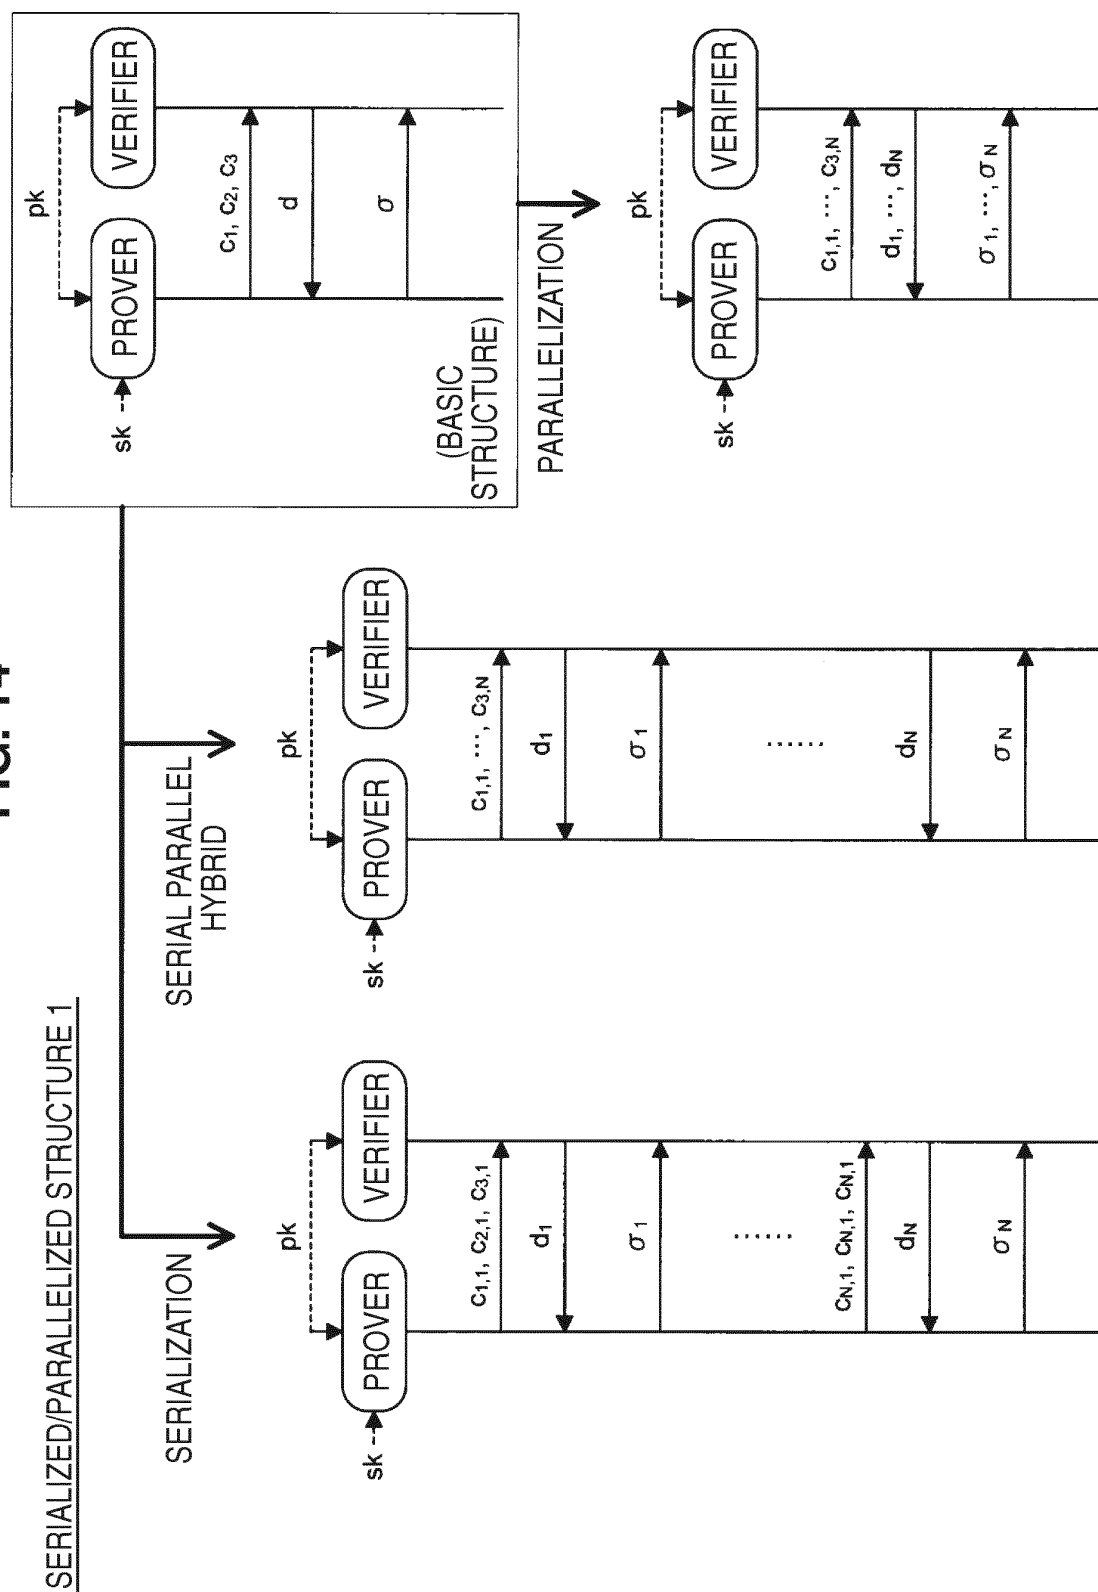 SERIALIZED/PARALLELIZED STRUCTURE 1
SERIALIZATION
pk
sk
PROVER
VERIFIER
c1,1, c2,1, c3,1
d1
σ1
......
cN,1, cN,1, cN,1
dN
σN
SERIAL PARALLEL
HYBRID
pk
sk
PROVER
VERIFIER
c1,1, ..., c3,N
d1
σ1
......
dN
σN
pk
sk
PROVER
VERIFIER
c1, c2, c3
d
σ
(BASIC
STRUCTURE)
PARALLELIZATION
pk
sk
PROVER
VERIFIER
c1,1, ..., c3,N
d1, ..., dN
σ1, ..., σN